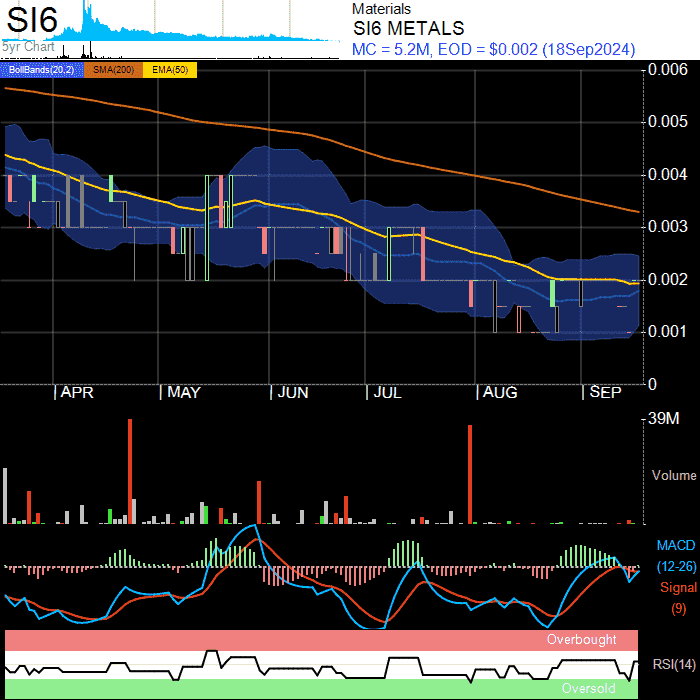 SI6
5yr Chart
Materials
SI6 METALS
MC = 5.2M, EOD = $0.002 (18Sep2024)
BollBands(20,2) SMA(200) EMA(50)
0.006
0.005
0.004
0.003
0.002
0.001
0
APR MAY JUN JUL AUG SEP
39M
Volume
MACD
(12-26)
Signal
(9)
Overbought
RSI(14)
Oversold